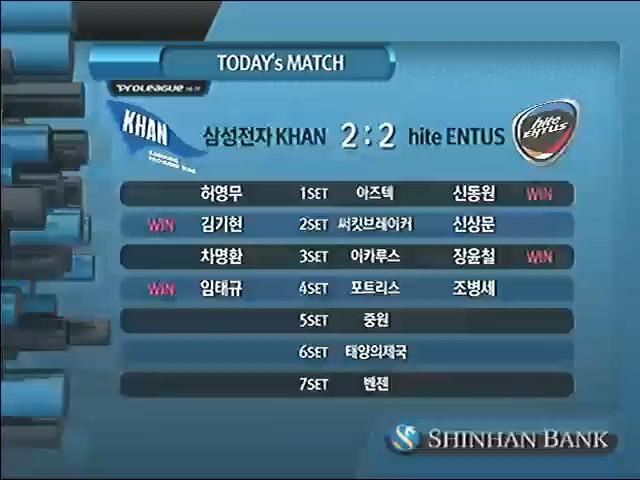 TODAY's MATCH
PROLEAGUE 10-11
KHAN 삼성전자 KHAN 2 : 2 hite ENTUS hite ENTUS
허영무 1SET 아즈텍 신동원 WIN
WIN 김기현 2SET 써킷브레이커 신상문
차명환 3SET 이카루스 장윤철 WIN
WIN 임태규 4SET 포트리스 조병세
5SET 중원
6SET 태양의제국
7SET 벤젠
SHINHAN BANK